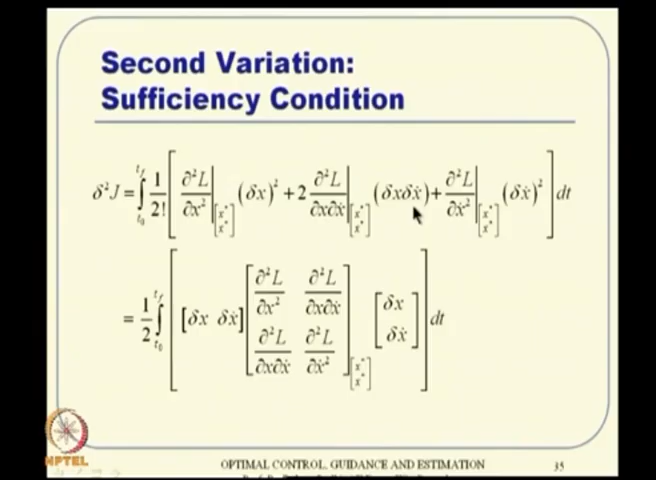 Second Variation:
Sufficiency Condition
δ²J = ∫_{t₀}^{t_f} 1/2! [ ∂²L/∂x² |_{[x* ẋ*]} (δx)² + 2 ∂²L/∂x∂ẋ |_{[x* ẋ*]} (δxδẋ) + ∂²L/∂ẋ² |_{[x* ẋ*]} (δẋ)² ] dt
= 1/2 ∫_{t₀}^{t_f} [ [δx δẋ] [ ∂²L/∂x² ∂²L/∂x∂ẋ ; ∂²L/∂x∂ẋ ∂²L/∂ẋ² ]_{[x* ẋ*]} [ δx ; δẋ ] ] dt
NPTEL
OPTIMAL CONTROL, GUIDANCE AND ESTIMATION
35